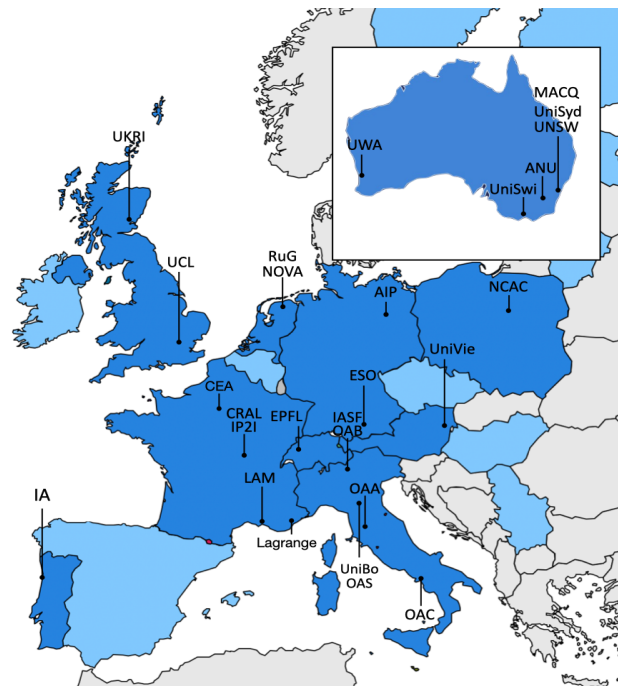 MACQ
UniSyd
UNSW
UWA
ANU
UniSwi
UKRI
UCL
RuG
NOVA
AIP
NCAC
UniVie
ESO
CEA
CRAL
IP2I
EPFL
IASF
OAB
LAM
OAA
IA
Lagrange
UniBo
OAS
OAC